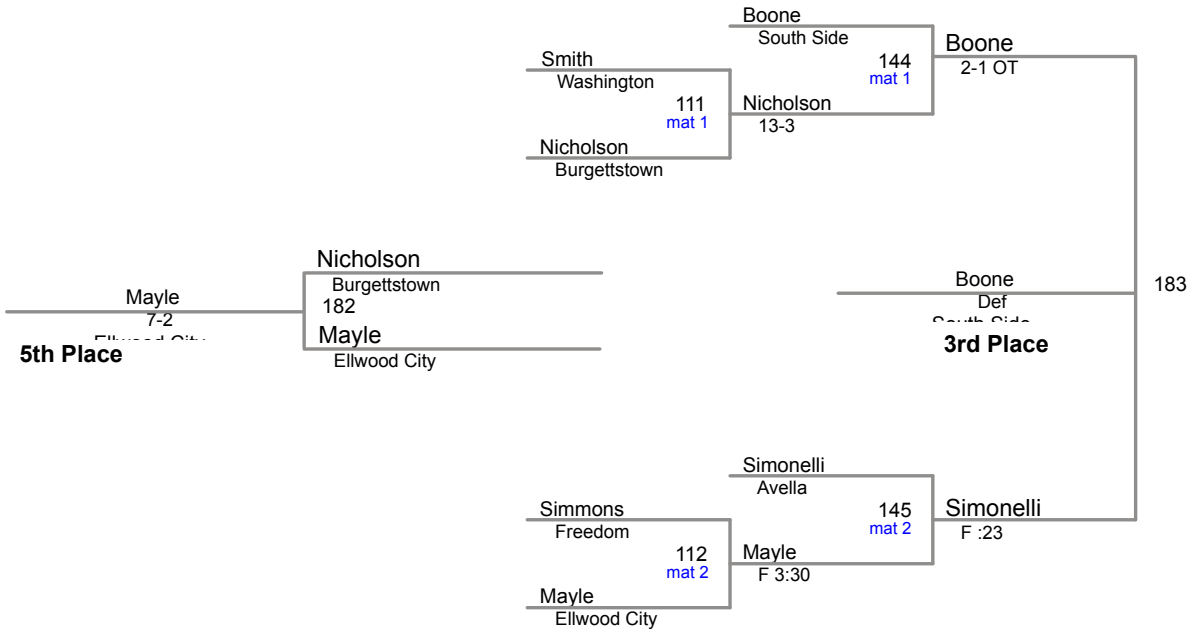 Boone
South Side
Smith
Washington
144
mat 1
Boone
2-1 OT
111
mat 1
Nicholson
13-3
Nicholson
Burgettstown
Nicholson
Burgettstown
182
Mayle
7-2
Mayle
Ellwood City
5th Place
Boone
Def
183
3rd Place
Simonelli
Avella
Simmons
Freedom
145
mat 2
Simonelli
F :23
112
mat 2
Mayle
F 3:30
Mayle
Ellwood City